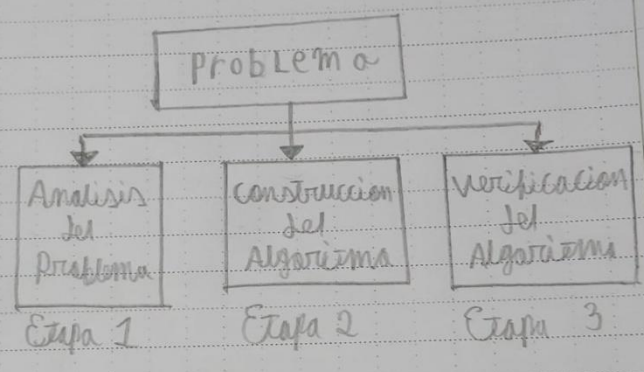 Problema
Analisis
del
Problema
Construccion
del
Algoritmo
Verificacion
del
Algoritmo
Etapa 1
Etapa 2
Etapa 3